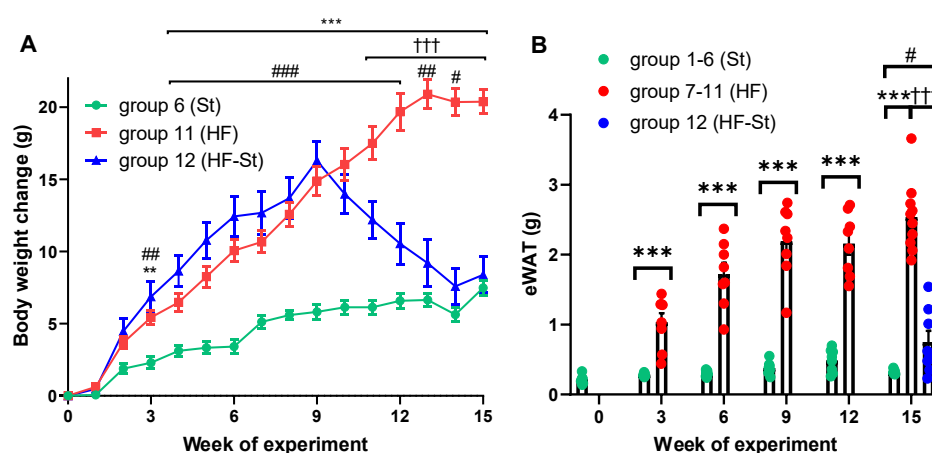 A
***
†††
###
##
#
group 6 (St)
group 11 (HF)
group 12 (HF-St)
##
**
Body weight change (g)
20
15
10
5
0
0 3 6 9 12 15
Week of experiment
B
group 1-6 (St)
group 7-11 (HF)
group 12 (HF-St)
#
***
***
***
***
***
††
eWAT (g)
4
3
2
1
0
0 3 6 9 12 15
Week of experiment